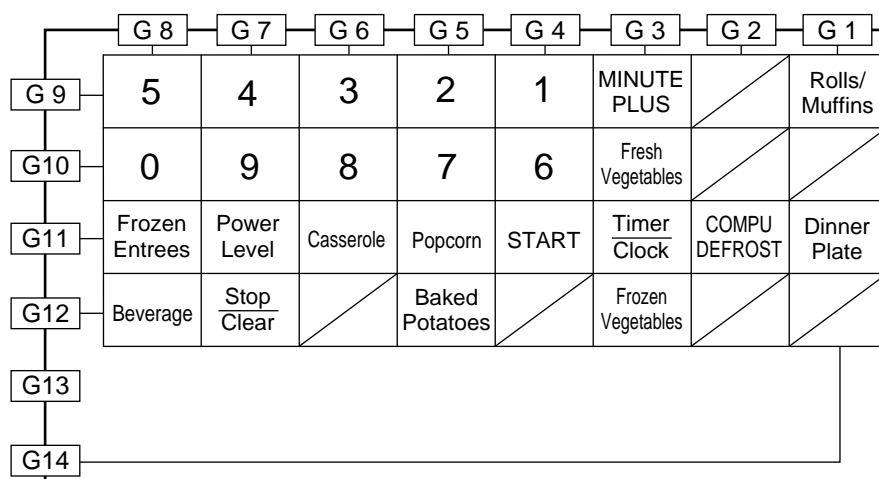 G 8 G 7 G 6 G 5 G 4 G 3 G 2 G 1
G 9 5 4 3 2 1 MINUTE PLUS Rolls/ Muffins
G10 0 9 8 7 6 Fresh Vegetables
G11 Frozen Entrees Power Level Casserole Popcorn START Timer Clock COMPU DEFROST Dinner Plate
G12 Beverage Stop Clear Baked Potatoes Frozen Vegetables
G13
G14